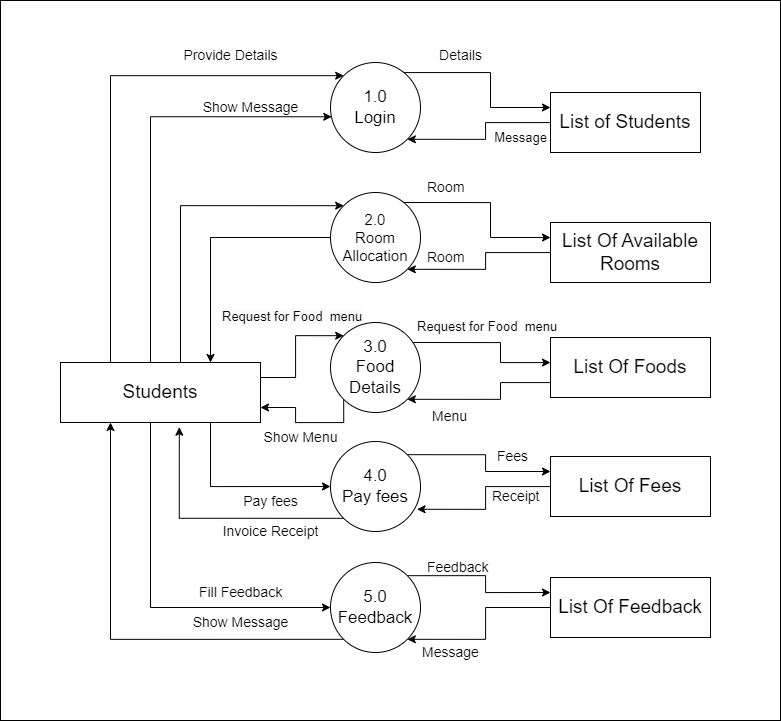 Provide Details
Details
1.0
Login
Show Message
List of Students
Message
Room
2.0
Room
Allocation
List Of Available
Rooms
Room
Request for Food  menu
Request for Food  menu
3.0
Food
Details
List Of Foods
Students
Menu
Show Menu
Fees
4.0
Pay fees
List Of Fees
Receipt
Pay fees
Invoice Receipt
Feedback
Fill Feedback
5.0
Feedback
List Of Feedback
Show Message
Message